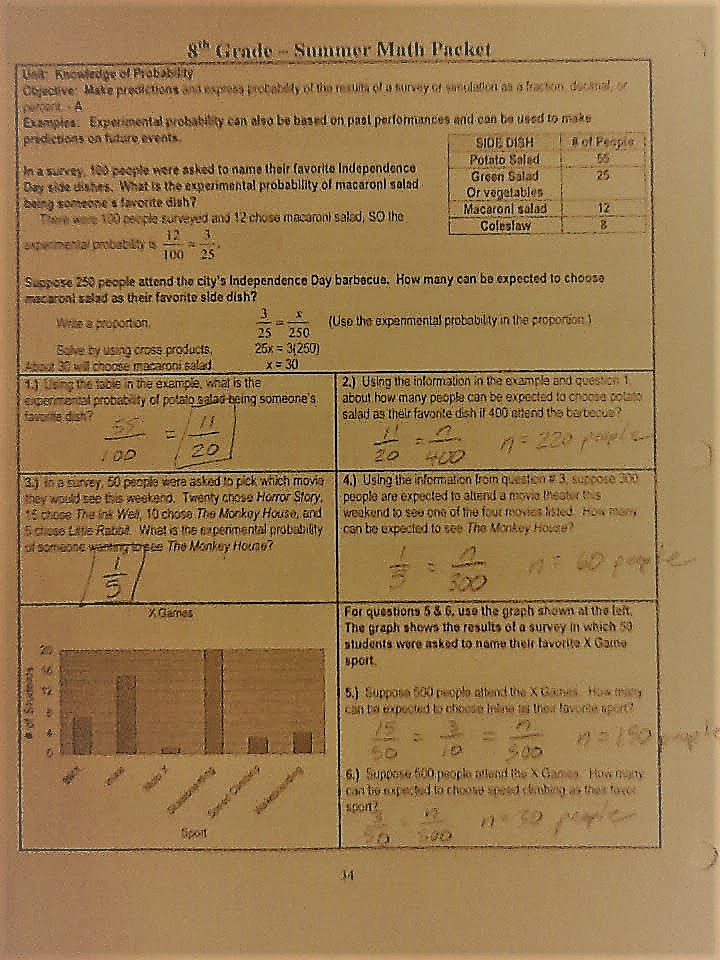 8th Grade – Summer Math Packet
Unit: Knowledge of Probability
Objective: Make predictions and express probability of the results of a survey or simulation as a fraction, decimal, or
percent. - A
Examples: Experimental probability can also be based on past performances and can be used to make
predictions on future events.
SIDE DISH # of People
Potato Salad 55
Green Salad 25
Or vegetables
Macaroni salad 12
Coleslaw 8
In a survey, 100 people were asked to name their favorite Independence
Day side dishes. What is the experimental probability of macaroni salad
being someone's favorite dish?
There were 100 people surveyed and 12 chose macaroni salad, SO the
experimental probability is 12/100 = 3/25.
Suppose 250 people attend the city's Independence Day barbecue. How many can be expected to choose
macaroni salad as their favorite side dish?
Write a proportion. 3/25 = x/250 (Use the experimental probability in the proportion.)
Solve by using cross products. 25x = 3(250)
About 30 will choose macaroni salad. x = 30
1.) Using the table in the example, what is the
experimental probability of potato salad being someone's
favorite dish?
55/100 = 11/20
2.) Using the information in the example and question 1,
about how many people can be expected to choose potato
salad as their favorite dish if 400 attend the barbecue?
11/20 = n/400 n = 220 people
3.) In a survey, 50 people were asked to pick which movie
they would see this weekend. Twenty chose Horror Story,
15 chose The Ink Well, 10 chose The Monkey House, and
5 chose Little Rabbit. What is the experimental probability
of someone wanting to see The Monkey House?
1/5
4.) Using the information from question # 3, suppose 300
people are expected to attend a movie theater this
weekend to see one of the four movies listed. How many
can be expected to see The Monkey House?
1/5 = n/300 n = 60 people
X Games
# of Students
20
16
12
8
4
0
BMX
Inline
Moto X
Skateboarding
Speed Climbing
Wakeboarding
Sport
For questions 5 & 6, use the graph shown at the left.
The graph shows the results of a survey in which 50
students were asked to name their favorite X Game
sport.
5.) Suppose 500 people attend the X Games. How many
can be expected to choose Inline as their favorite sport?
15/50 = 3/10 = n/500 n = 150 people
6.) Suppose 500 people attend the X Games. How many
can be expected to choose speed climbing as their favor
sport?
3/50 n/500 n = 30 people
34